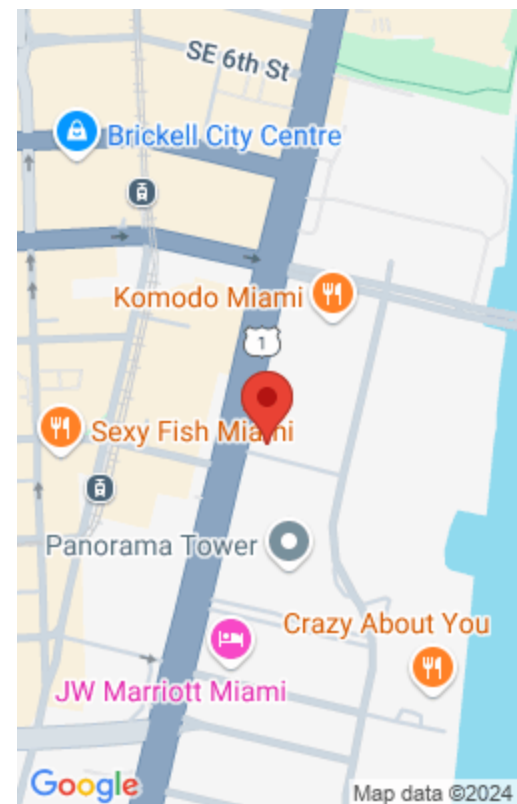 SE 6th St
Brickell City Centre
Komodo Miami
1
Sexy Fish Miami
Panorama Tower
Crazy About You
JW Marriott Miami
Google
Map data ©2024